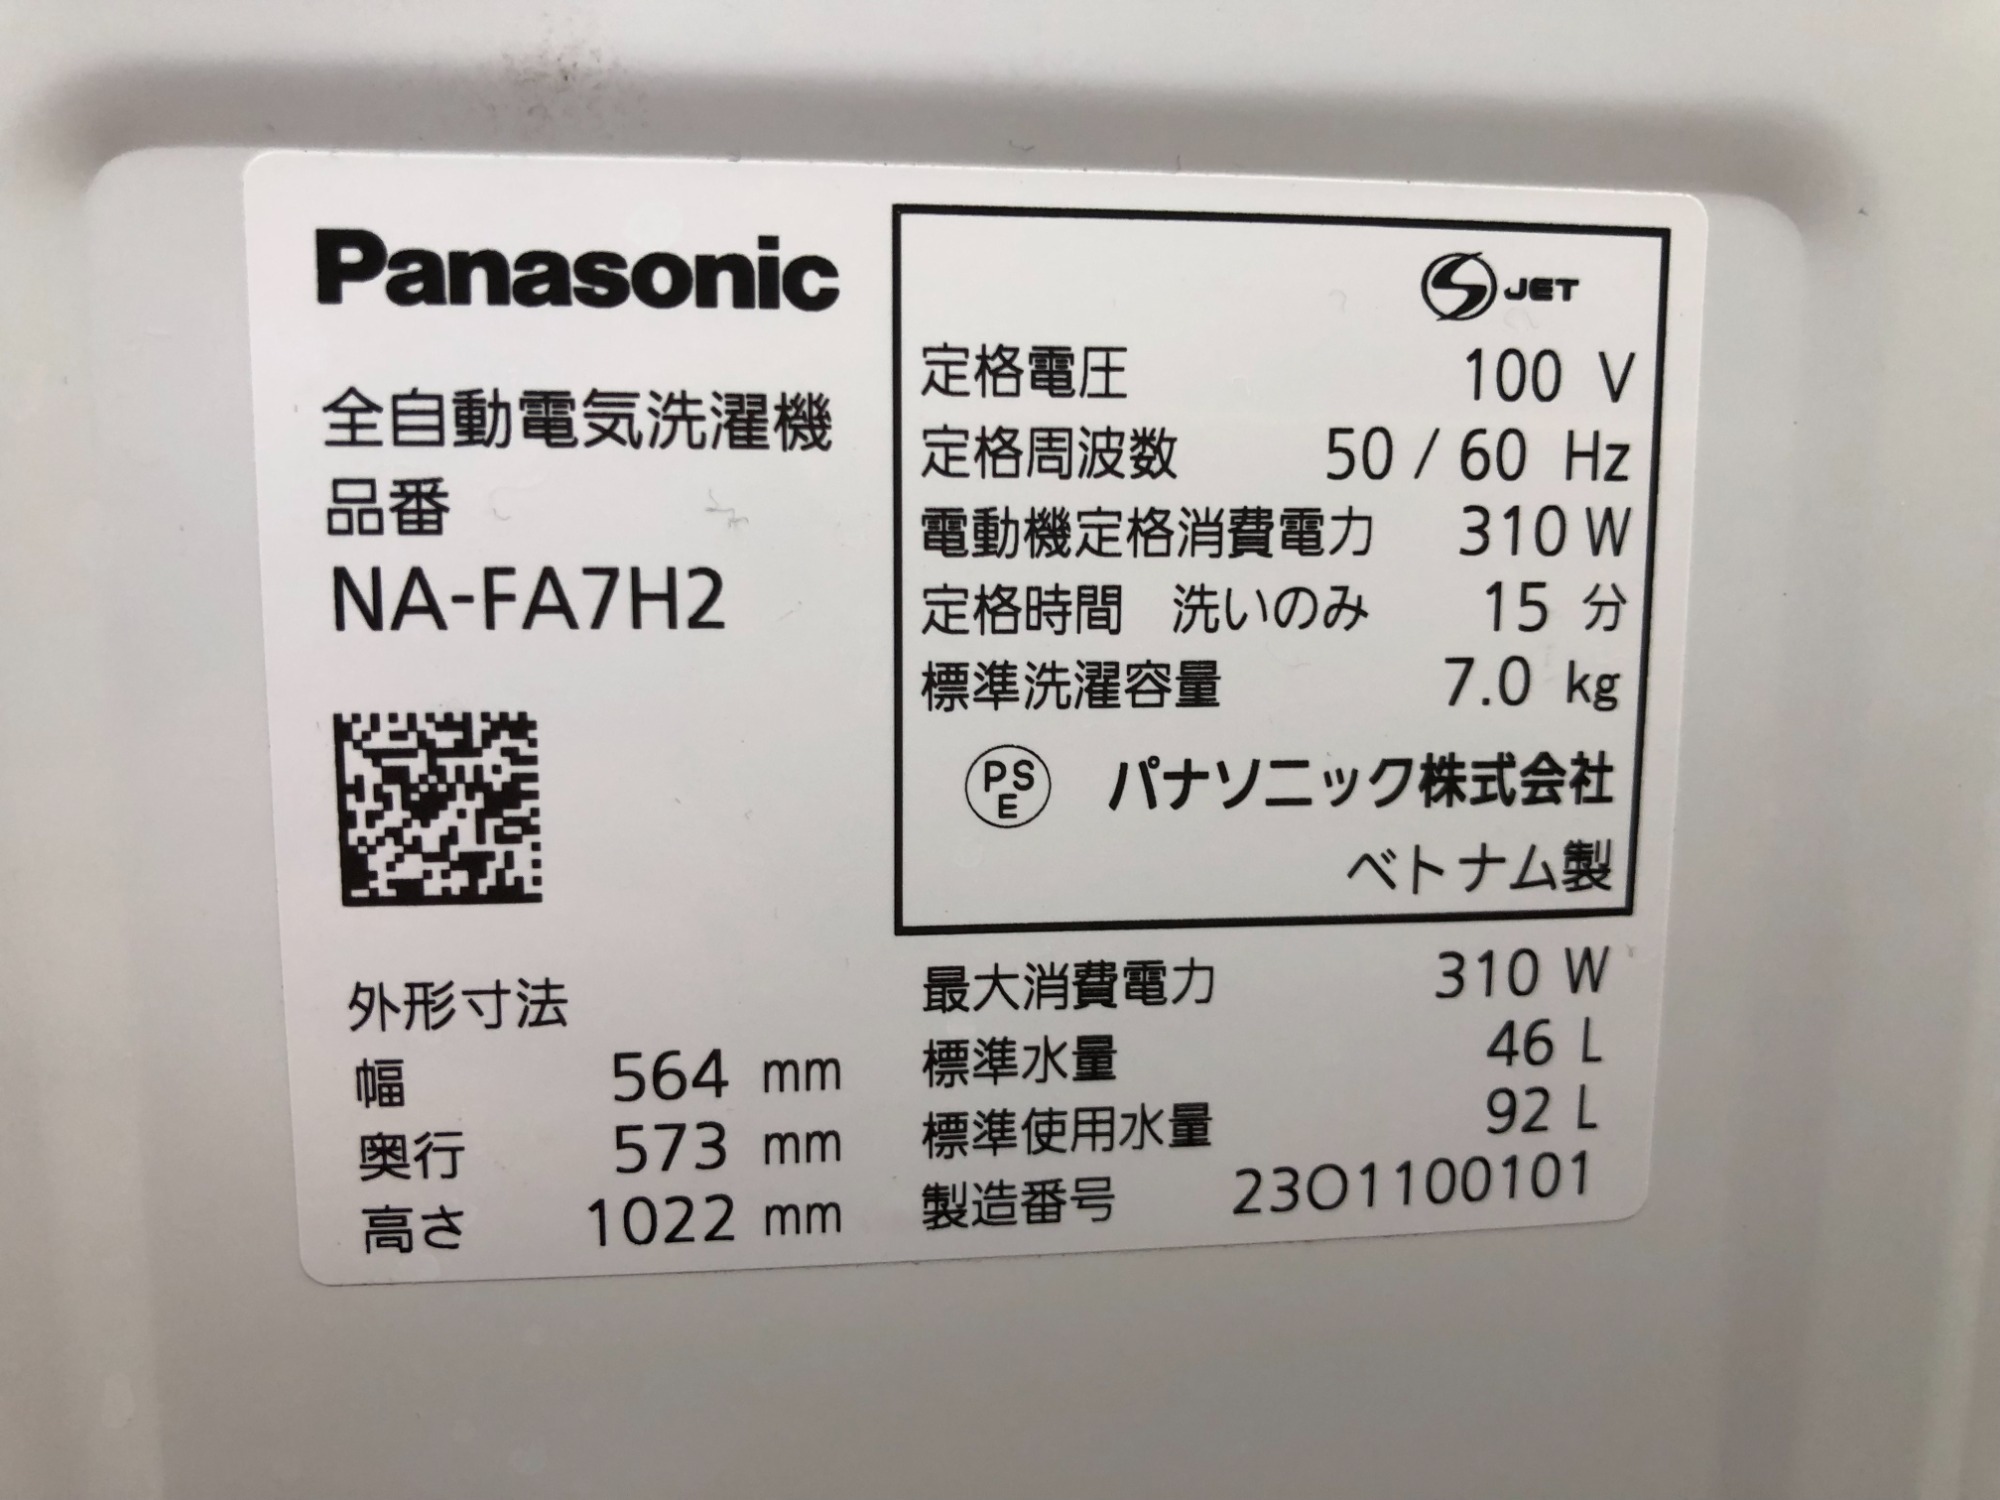 Panasonic
全自動電気洗濯機
品番
NA-FA7H2
外形寸法
幅 564 mm
奥行 573 mm
高さ 1022 mm
S JET
定格電圧 100 V
定格周波数 50 / 60 Hz
電動機定格消費電力 310 W
定格時間 洗いのみ 15 分
標準洗濯容量 7.0 kg
PS E パナソニック株式会社
ベトナム製
最大消費電力 310 W
標準水量 46 L
標準使用水量 92 L
製造番号 23O1100101